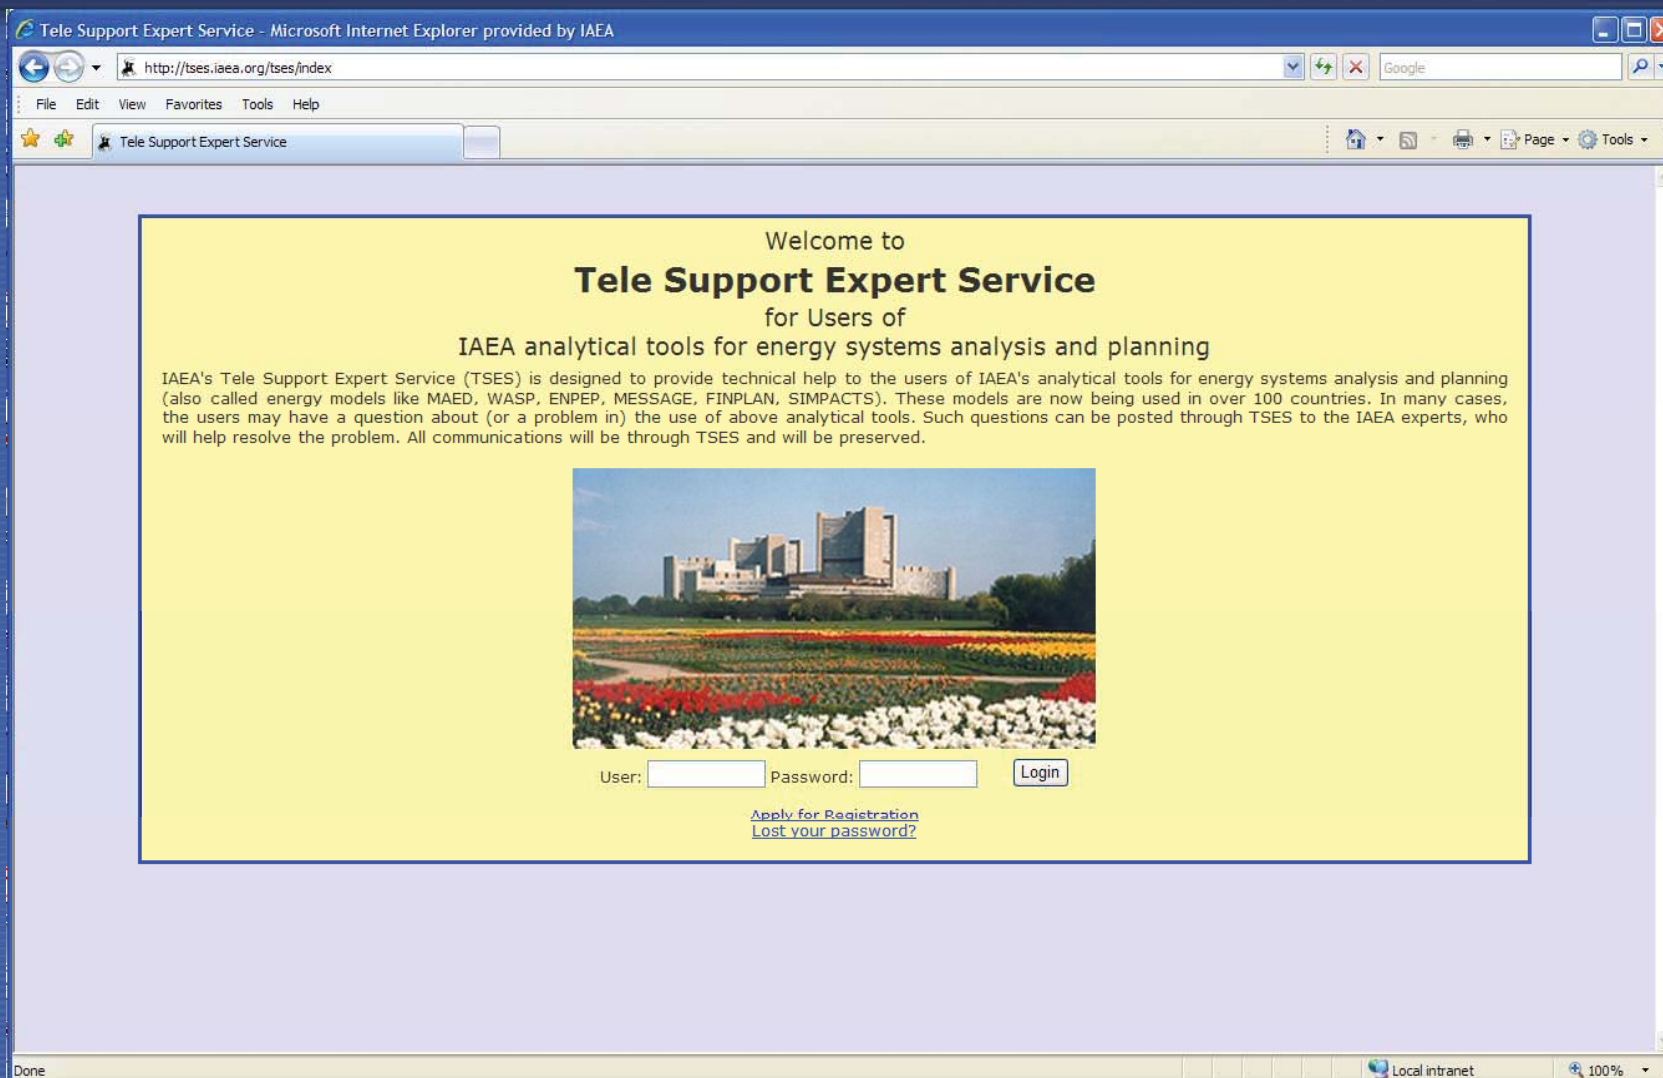 Tele Support Expert Service - Microsoft Internet Explorer provided by IAEA
http://tses.iaea.org/tses/index
Google
File Edit View Favorites Tools Help
Tele Support Expert Service
Page Tools
Welcome to
Tele Support Expert Service
for Users of
IAEA analytical tools for energy systems analysis and planning
IAEA's Tele Support Expert Service (TSES) is designed to provide technical help to the users of IAEA's analytical tools for energy systems analysis and planning
(also called energy models like MAED, WASP, ENPEP, MESSAGE, FINPLAN, SIMPACTS). These models are now being used in over 100 countries. In many cases,
the users may have a question about (or a problem in) the use of above analytical tools. Such questions can be posted through TSES to the IAEA experts, who
will help resolve the problem. All communications will be through TSES and will be preserved.
User: Password: Login
Apply for Registration
Lost your password?
Done Local intranet 100%